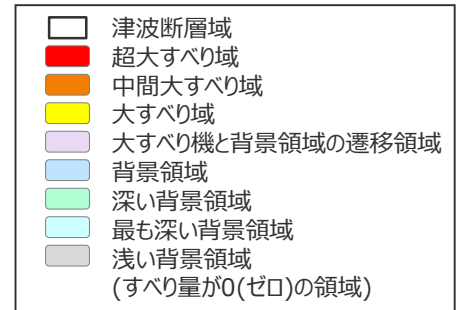 津波断層域
超大すべり域
中間大すべり域
大すべり域
大すべり機と背景領域の遷移領域
背景領域
深い背景領域
最も深い背景領域
浅い背景領域
(すべり量が0(ゼロ)の領域)